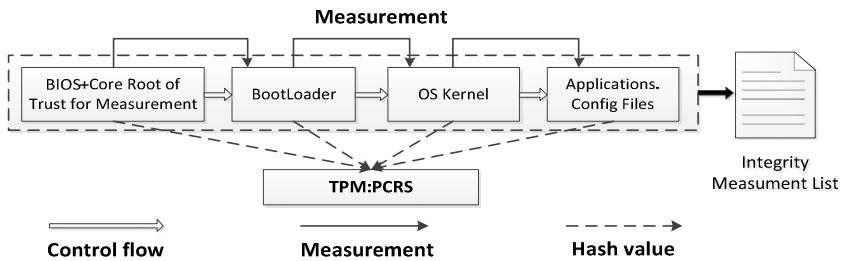 Measurement
BIOS+Core Root of
Trust for Measurement
BootLoader
OS Kernel
Applications.
Config Files
TPM:PCRS
Integrity
Measument List
Control flow
Measurement
Hash value